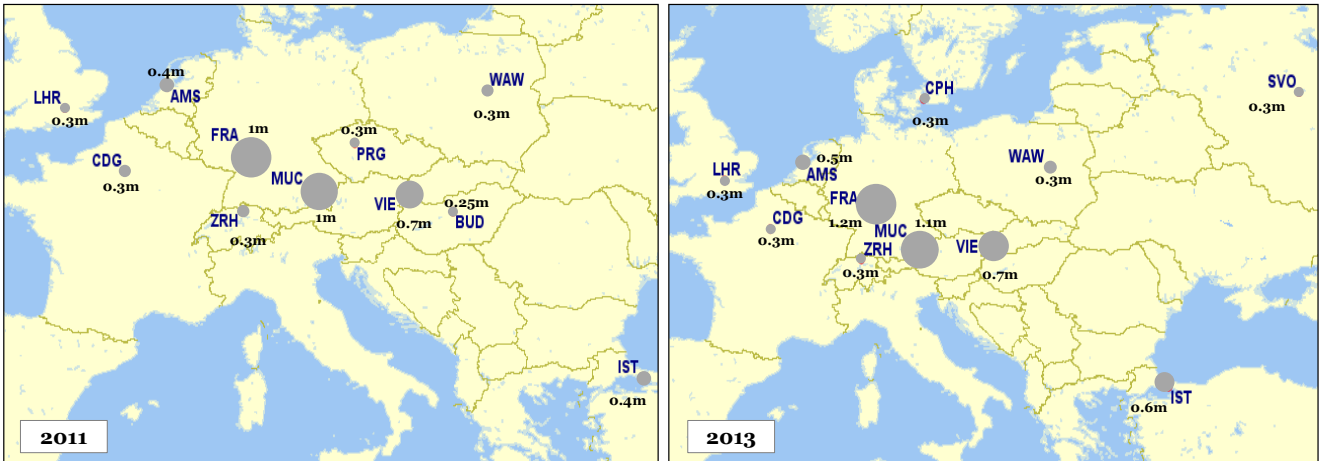 0.4m
AMS
LHR
0.3m
WAW
0.3m
FRA
1m
0.3m
PRG
CDG
0.3m
MUC
1m
VIE
0.7m
0.25m
BUD
ZRH
0.3m
IST
0.4m
2011
CPH
0.3m
SVO
0.3m
LHR
0.3m
0.5m
AMS
WAW
0.3m
FRA
1.2m
CDG
0.3m
MUC
1.1m
ZRH
0.3m
VIE
0.7m
IST
0.6m
2013